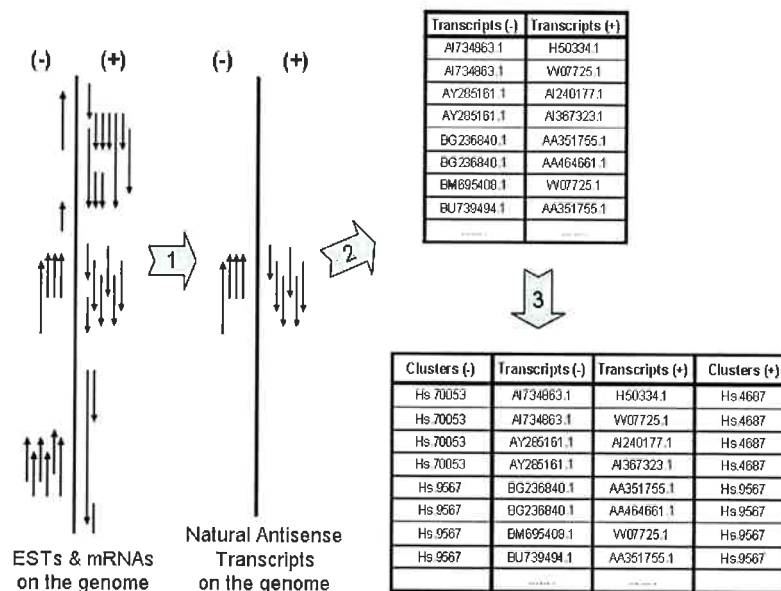 (-) (+)
(-) (+)
1
2
3
ESTs & mRNAs
on the genome
Natural Antisense
Transcripts
on the genome
Transcripts (-) Transcripts (+)
AI734863.1 H50334.1
AI734863.1 W07725.1
AY285161.1 AI240177.1
AY285161.1 AI367323.1
BG236840.1 AA351755.1
BG236840.1 AA464661.1
BM695408.1 W07725.1
BU739494.1 AA351755.1
........ ........
Clusters (-) Transcripts (-) Transcripts (+) Clusters (+)
Hs.70053 AI734863.1 H50334.1 Hs.4687
Hs.70053 AI734863.1 W07725.1 Hs.4687
Hs.70053 AY285161.1 AI240177.1 Hs.4687
Hs.70053 AY285161.1 AI367323.1 Hs.4687
Hs.9567 BG236840.1 AA351755.1 Hs.9567
Hs.9567 BG236840.1 AA464661.1 Hs.9567
Hs.9567 BM695408.1 W07725.1 Hs.9567
Hs.9567 BU739494.1 AA351755.1 Hs.9567
........ ........